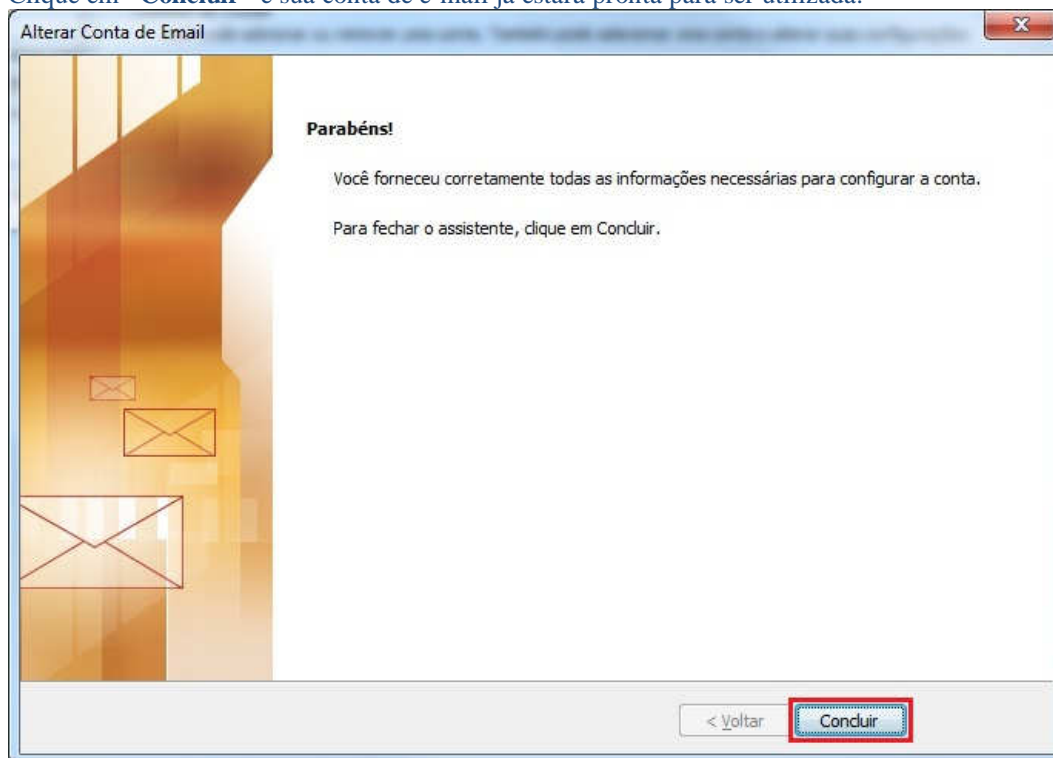 Clique em "Concluir" e sua conta de e-mail já estará pronta para ser utilizada.
Alterar Conta de Email
Parabéns!
Você forneceu corretamente todas as informações necessárias para configurar a conta.
Para fechar o assistente, clique em Concluir.
< Voltar
Concluir